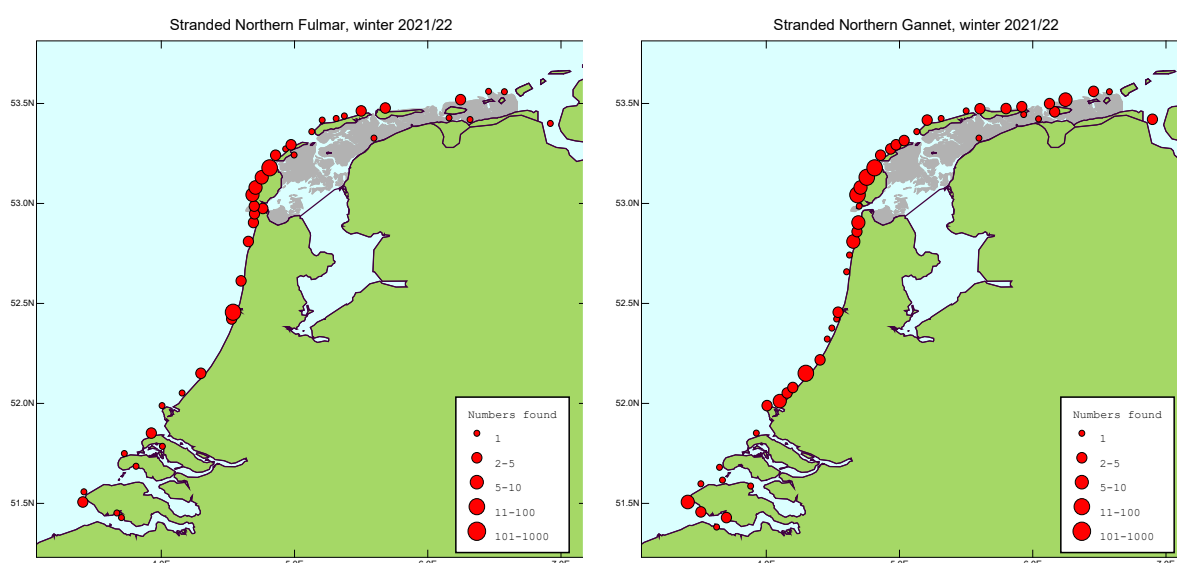 Stranded Northern Fulmar, winter 2021/22
53.5N
53.0N
52.5N
52.0N
51.5N
Numbers found
1
2-5
5-10
11-100
101-1000
Stranded Northern Gannet, winter 2021/22
53.5N
53.0N
52.5N
52.0N
51.5N
Numbers found
1
2-5
5-10
11-100
101-1000